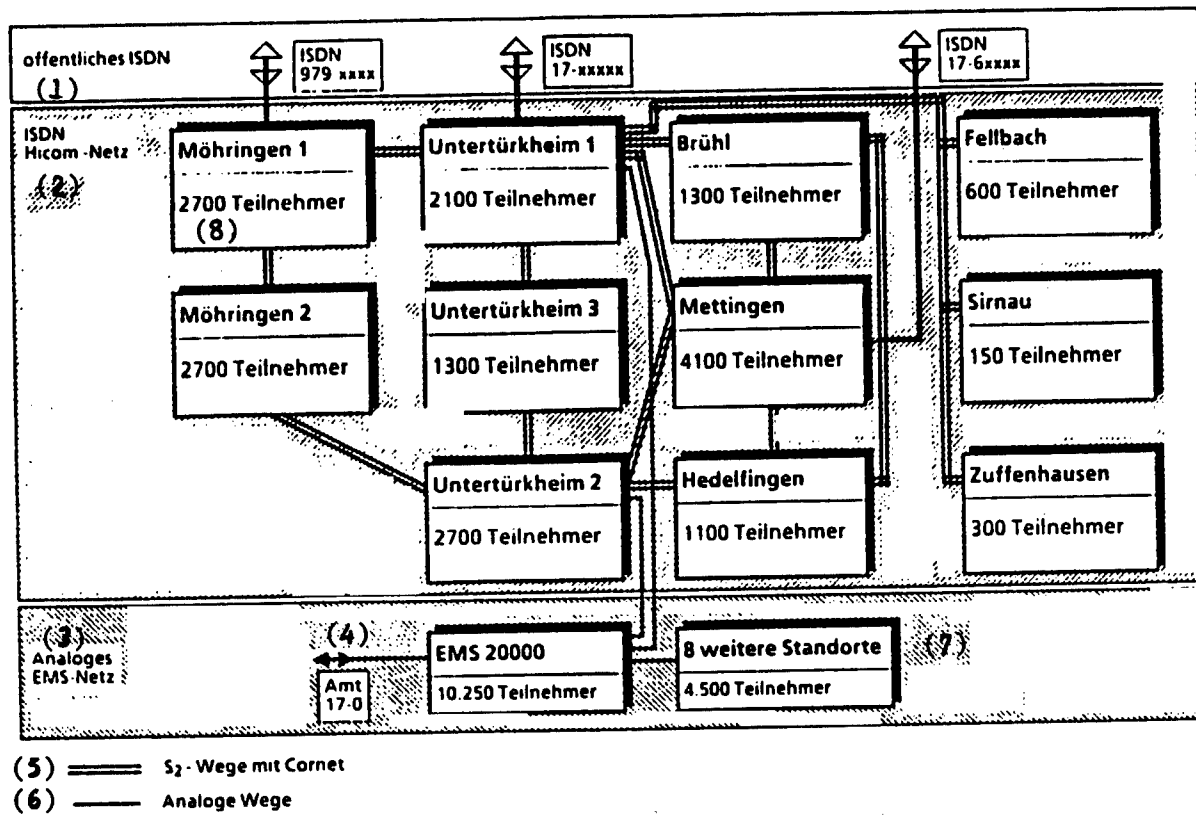 offentliches ISDN
(1)
ISDN
979 xxxx
ISDN
17-xxxxx
ISDN
17-6xxxx
ISDN
Hicom-Netz
(2)
Möhringen 1
2700 Teilnehmer
(8)
Untertürkheim 1
2100 Teilnehmer
Brühl
1300 Teilnehmer
Fellbach
600 Teilnehmer
Möhringen 2
2700 Teilnehmer
Untertürkheim 3
1300 Teilnehmer
Mettingen
4100 Teilnehmer
Sirnau
150 Teilnehmer
Untertürkheim 2
2700 Teilnehmer
Hedelfingen
1100 Teilnehmer
Zuffenhausen
300 Teilnehmer
(3)
Analoges
EMS-Netz
(4)
Amt
17-0
EMS 20000
10.250 Teilnehmer
8 weitere Standorte
4.500 Teilnehmer
(7)
(5) S₂- Wege mit Cornet
(6) Analoge Wege